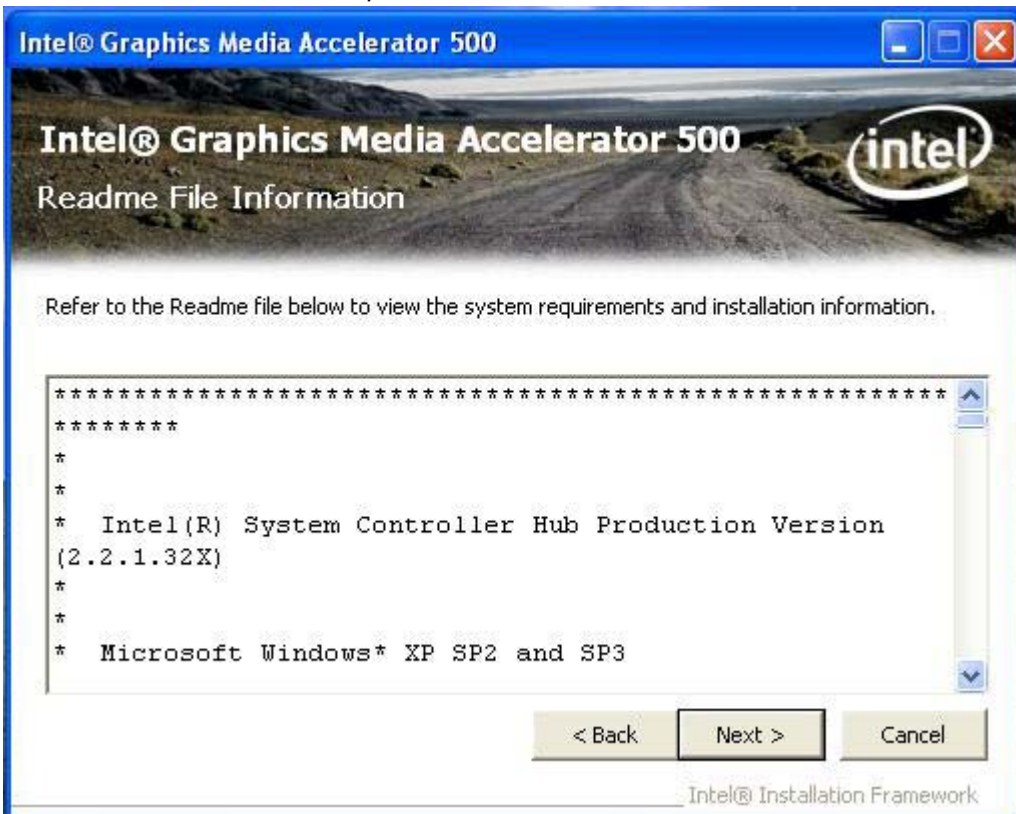 Intel® Graphics Media Accelerator 500
Intel® Graphics Media Accelerator 500
intel
Readme File Information
Refer to the Readme file below to view the system requirements and installation information.
********************************************************
********
*
*
* Intel(R) System Controller Hub Production Version
(2.2.1.32X)
*
*
* Microsoft Windows* XP SP2 and SP3
< Back
Next >
Cancel
Intel® Installation Framework